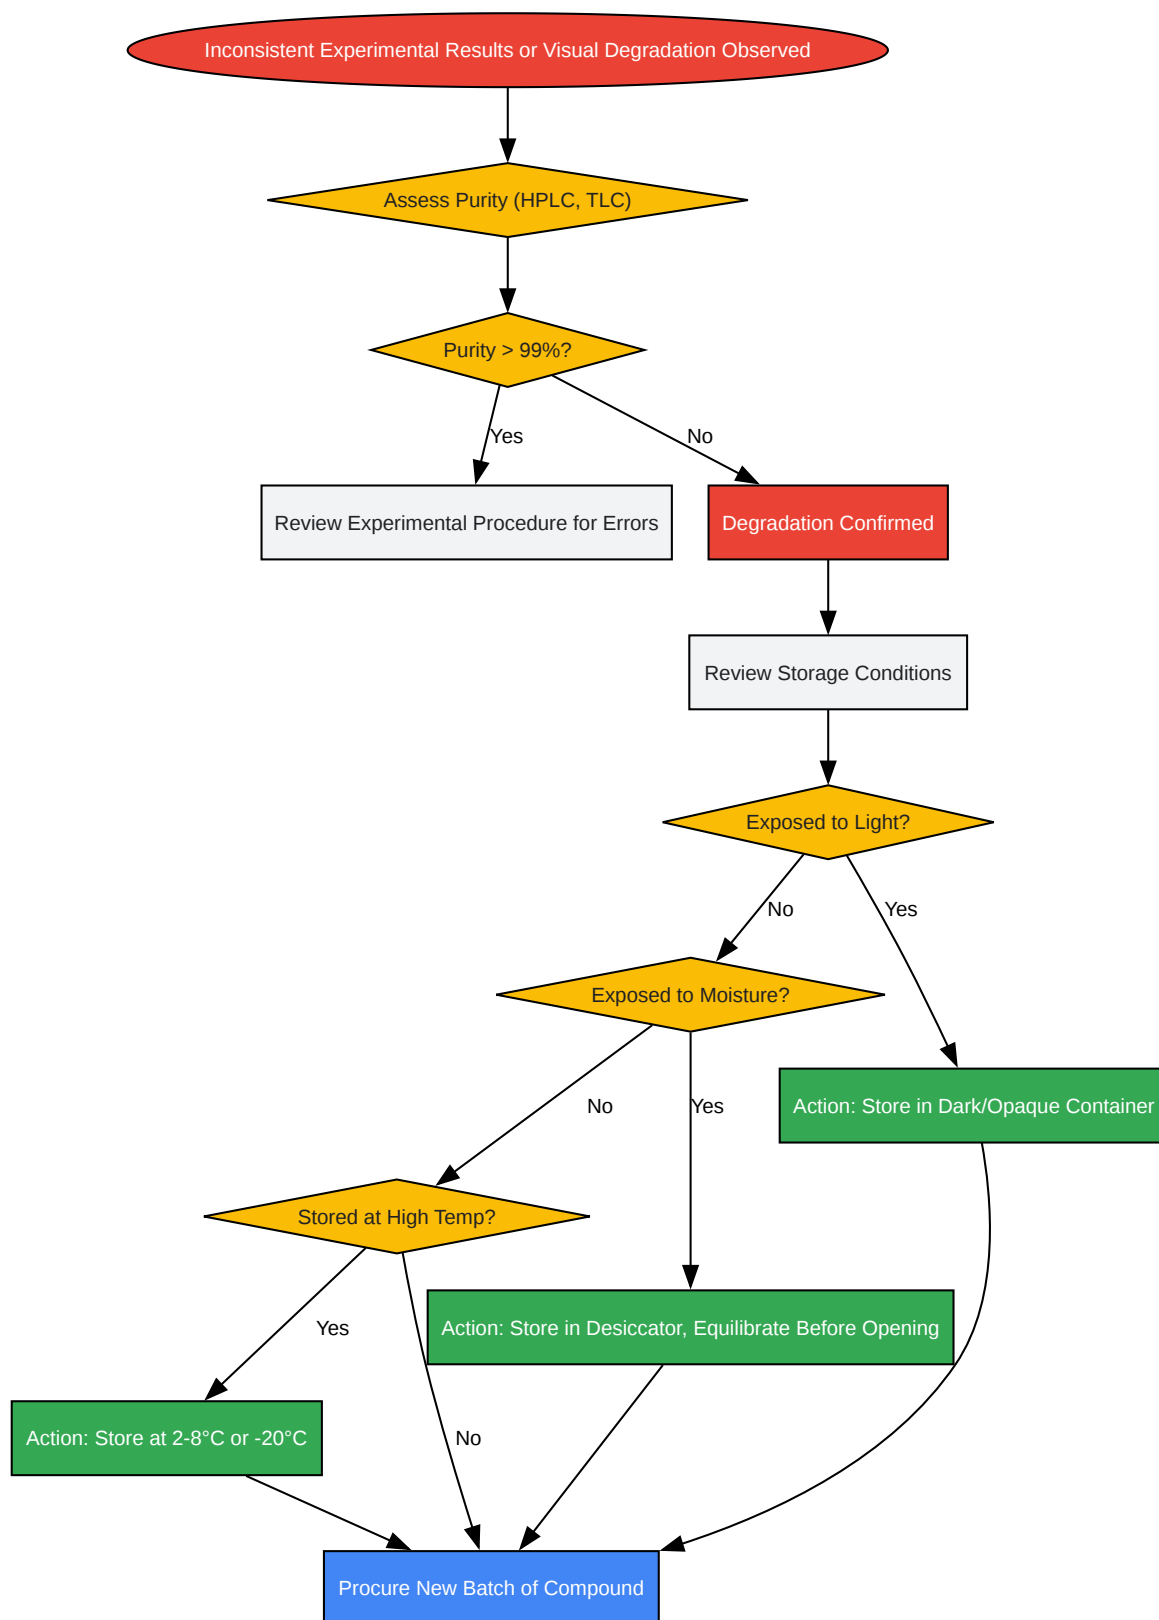 Inconsistent Experimental Results or Visual Degradation Observed
Assess Purity (HPLC, TLC)
Purity > 99%?
Yes
No
Review Experimental Procedure for Errors
Degradation Confirmed
Review Storage Conditions
Exposed to Light?
No
Yes
Exposed to Moisture?
No
Yes
Action: Store in Dark/Opaque Container
Stored at High Temp?
Yes
Action: Store in Desiccator, Equilibrate Before Opening
Action: Store at 2-8°C or -20°C
No
Procure New Batch of Compound